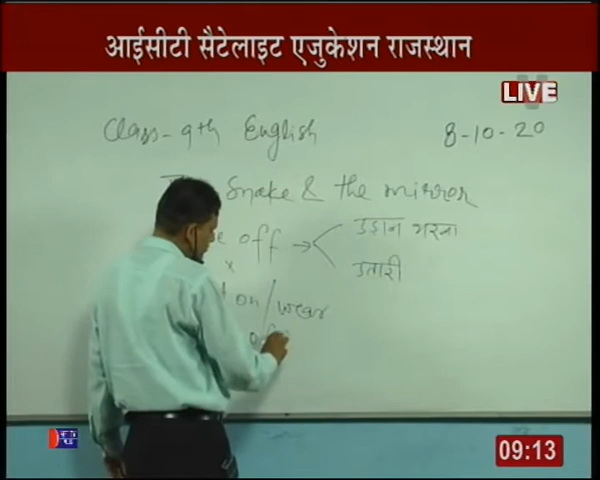 आईसीटी सैटेलाइट एजुकेशन राजस्थान
LIVE
Class-9th English 8-10-20
Snake & the mirror
off → उड़ान भरना
x उतारी
on/wear
09:13